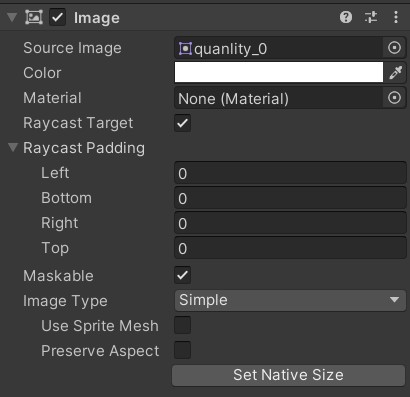 Image
Source Image quanlity_0
Color
Material None (Material)
Raycast Target
Raycast Padding
Left 0
Bottom 0
Right 0
Top 0
Maskable
Image Type Simple
Use Sprite Mesh
Preserve Aspect
Set Native Size